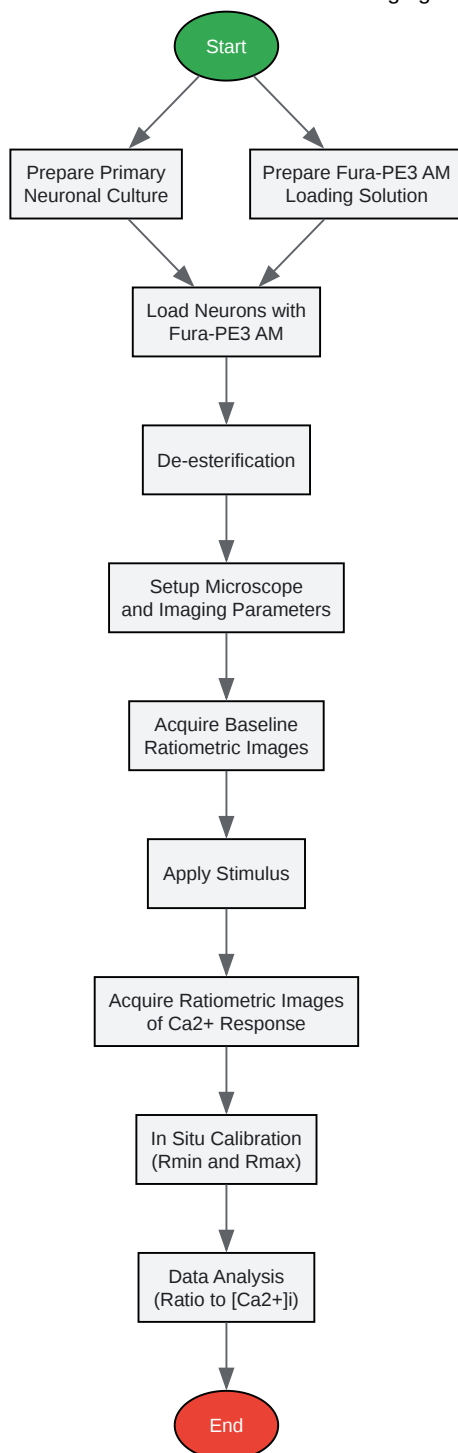 Start
Prepare Primary
Neuronal Culture
Prepare Fura-PE3 AM
Loading Solution
Load Neurons with
Fura-PE3 AM
De-esterification
Setup Microscope
and Imaging Parameters
Acquire Baseline
Ratiometric Images
Apply Stimulus
Acquire Ratiometric Images
of Ca2+ Response
In Situ Calibration
(Rmin and Rmax)
Data Analysis
(Ratio to [Ca2+]i)
End